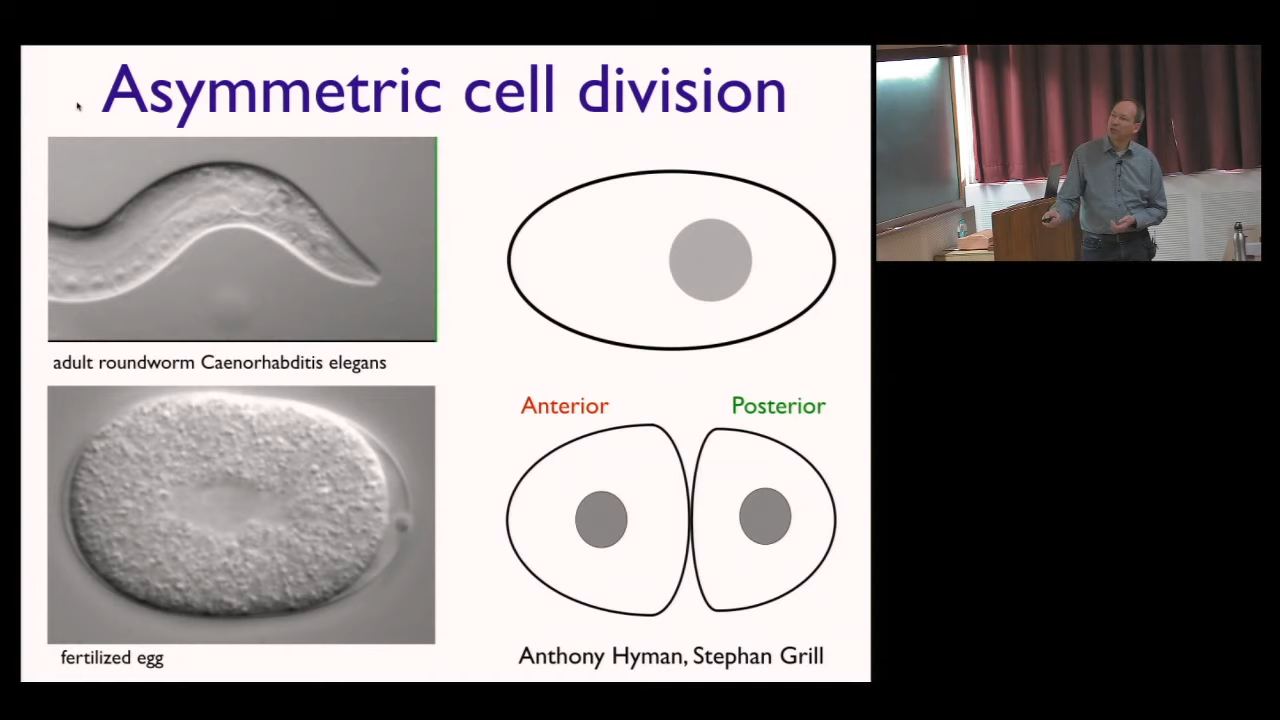 Asymmetric cell division
adult roundworm Caenorhabditis elegans
Anterior
Posterior
fertilized egg
Anthony Hyman, Stephan Grill